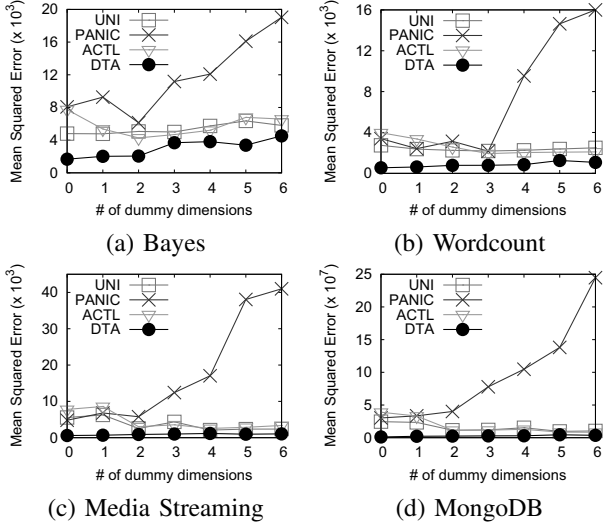 Mean Squared Error (x 10³)
20
16
12
8
4
0
UNI
PANIC
ACTL
DTA
0 1 2 3 4 5 6
# of dummy dimensions
(a) Bayes
Mean Squared Error (x 10³)
16
12
8
4
0
UNI
PANIC
ACTL
DTA
0 1 2 3 4 5 6
# of dummy dimensions
(b) Wordcount
Mean Squared Error (x 10³)
40
30
20
10
0
UNI
PANIC
ACTL
DTA
0 1 2 3 4 5 6
# of dummy dimensions
(c) Media Streaming
Mean Squared Error (x 10⁷)
25
20
15
10
5
0
UNI
PANIC
ACTL
DTA
0 1 2 3 4 5 6
# of dummy dimensions
(d) MongoDB